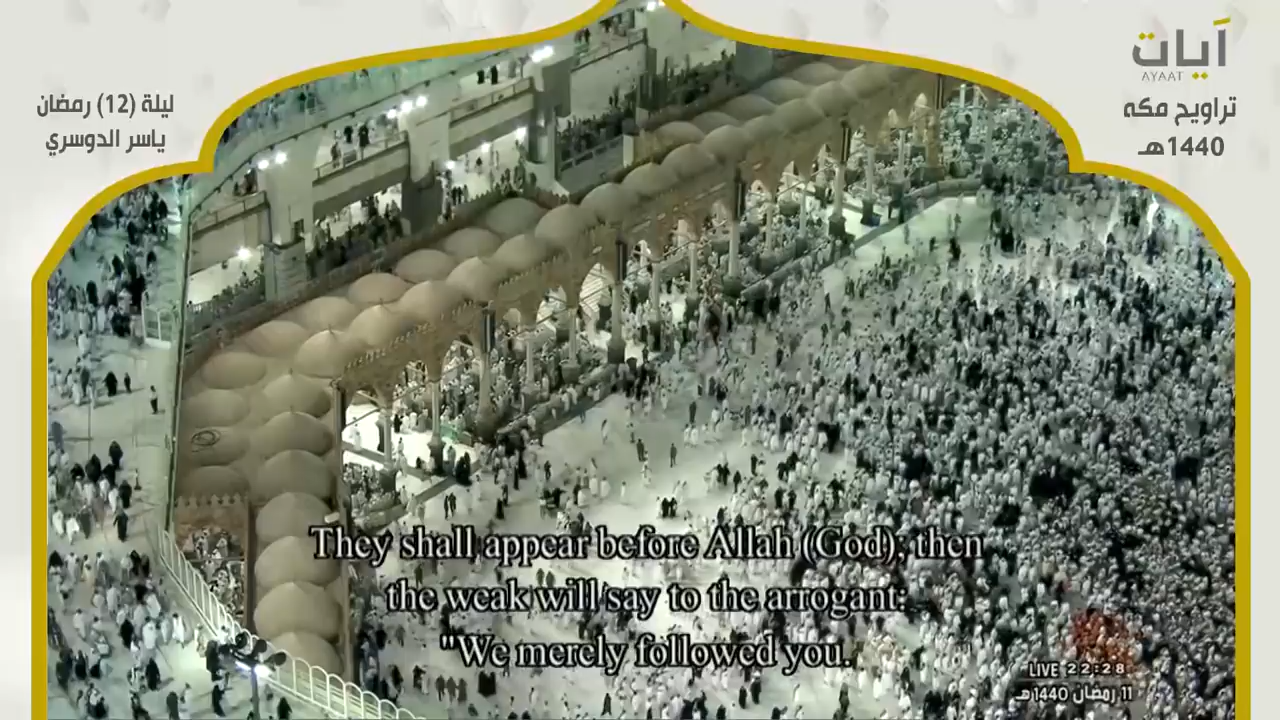 آيات
AYAAT
تراويح مكه
1440هـ
ليلة (12) رمضان
ياسر الدوسري
They shall appear before Allah (God); then
the weak will say to the arrogant:
"We merely followed you.
LIVE 22:28
11 رمضان 1440هـ